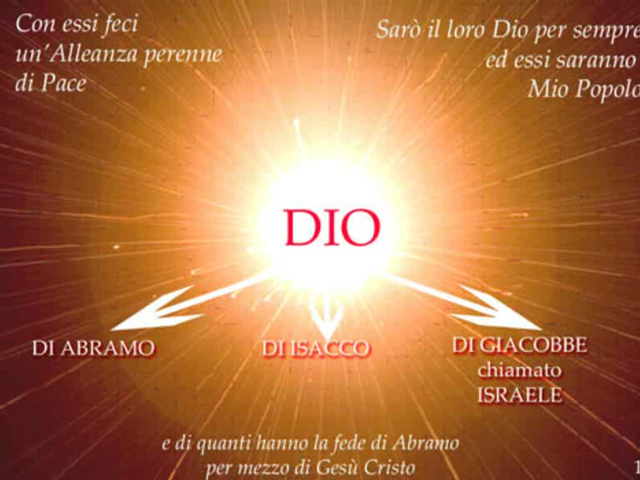 Con essi feci
un'Alleanza perenne
di Pace
Sarò il loro Dio per sempre
ed essi saranno
Mio Popolo
DIO
DI ABRAMO
DI ISACCO
DI GIACOBBE
chiamato
ISRAELE
e di quanti hanno la fede di Abramo
per mezzo di Gesù Cristo
1